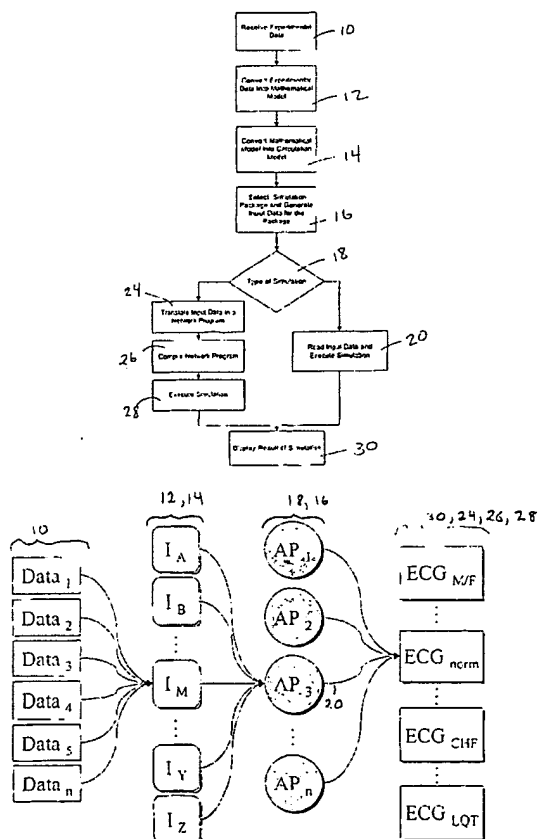 Receive Experimental
Data
10
Convert Experimental
Data Into Mathematical
Model
12
Convert Mathematical
Model Into Calculation
Model
14
Select Simulation
Package and Generate
Input Data for the
Package
16
Type of Simulation
18
24
Translate Input Data in a
Network Program
26
Compile Network Program
28
Execute Simulation
Read Input Data and
Execute Simulation
20
Display Result of Simulation
30
10
Data 1
Data 2
Data 3
Data 4
Data 5
Data n
12, 14
I A
I B
I M
I Y
I Z
18, 16
AP 1
AP 2
AP 3
20
AP n
30, 24, 26, 28
ECG M/F
ECG norm
ECG CHF
ECG LQT